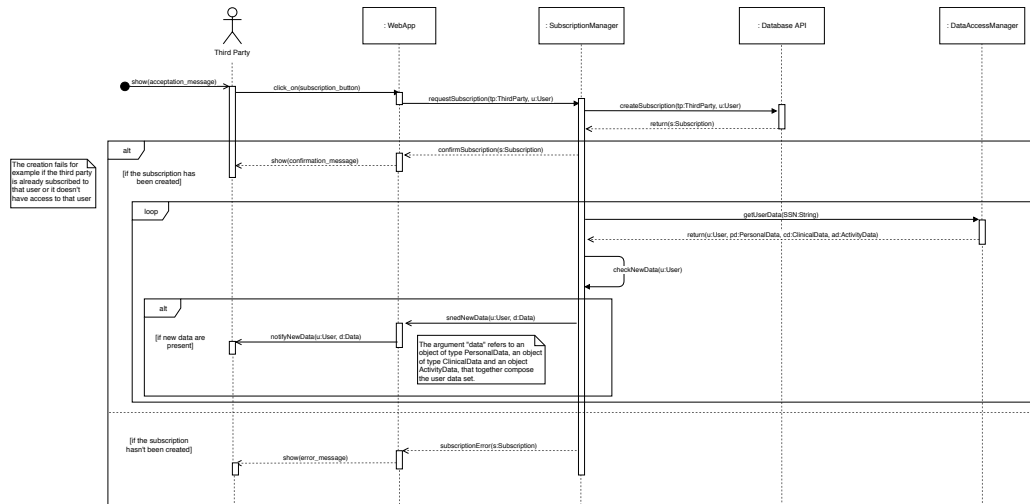 : WebApp
: SubscriptionManager
: Database API
: DataAccessManager
Third Party
show(acceptation_message)
click_on(subscription_button)
requestSubscription(tp:ThirdParty, u:User)
createSubscription(tp:ThirdParty, u:User)
return(s:Subscription)
alt
confirmSubscription(s:Subscription)
show(confirmation_message)
The creation fails for
example if the third party
is already subscribed to
that user or it doesn't
have access to that user
[if the subscription has
been created]
loop
getUserData(SSN:String)
return(u:User, pd:PersonalData, cd:ClinicalData, ad:ActivityData)
checkNewData(u:User)
alt
snedNewData(u:User, d:Data)
[if new data are
present]
notifyNewData(u:User, d:Data)
The argument "data" refers to an
object of type PersonalData, an object
of type ClinicalData and an object
ActivityData, that together compose
the user data set.
[if the subscription
hasn't been created]
subscriptionError(s:Subscription)
show(error_message)